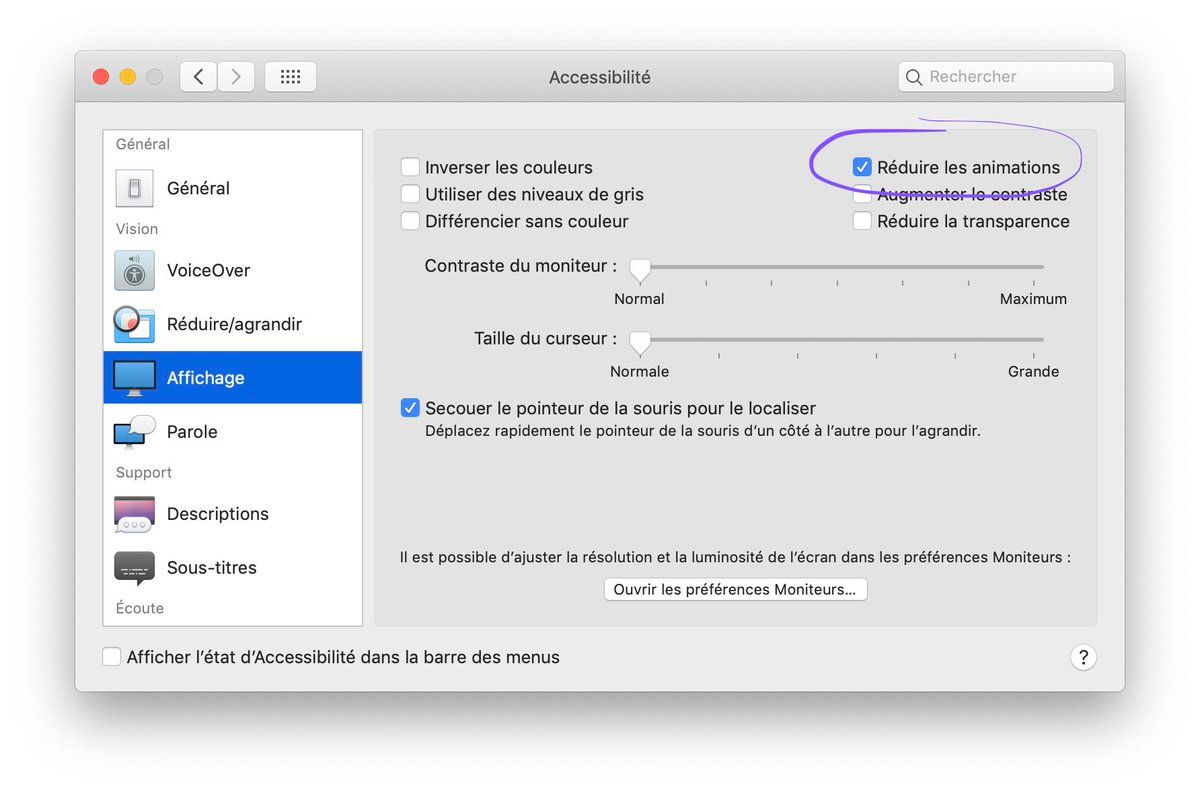 Accessibilité
Rechercher
Général
Général
Vision
VoiceOver
Réduire/agrandir
Affichage
Parole
Support
Descriptions
Sous-titres
Écoute
Inverser les couleurs
Réduire les animations
Utiliser des niveaux de gris
Augmenter le contraste
Différencier sans couleur
Réduire la transparence
Contraste du moniteur :
Normal
Maximum
Taille du curseur :
Normale
Grande
Secouer le pointeur de la souris pour le localiser
Déplacez rapidement le pointeur de la souris d’un côté à l’autre pour l’agrandir.
Il est possible d’ajuster la résolution et la luminosité de l’écran dans les préférences Moniteurs :
Ouvrir les préférences Moniteurs...
Afficher l’état d’Accessibilité dans la barre des menus
?